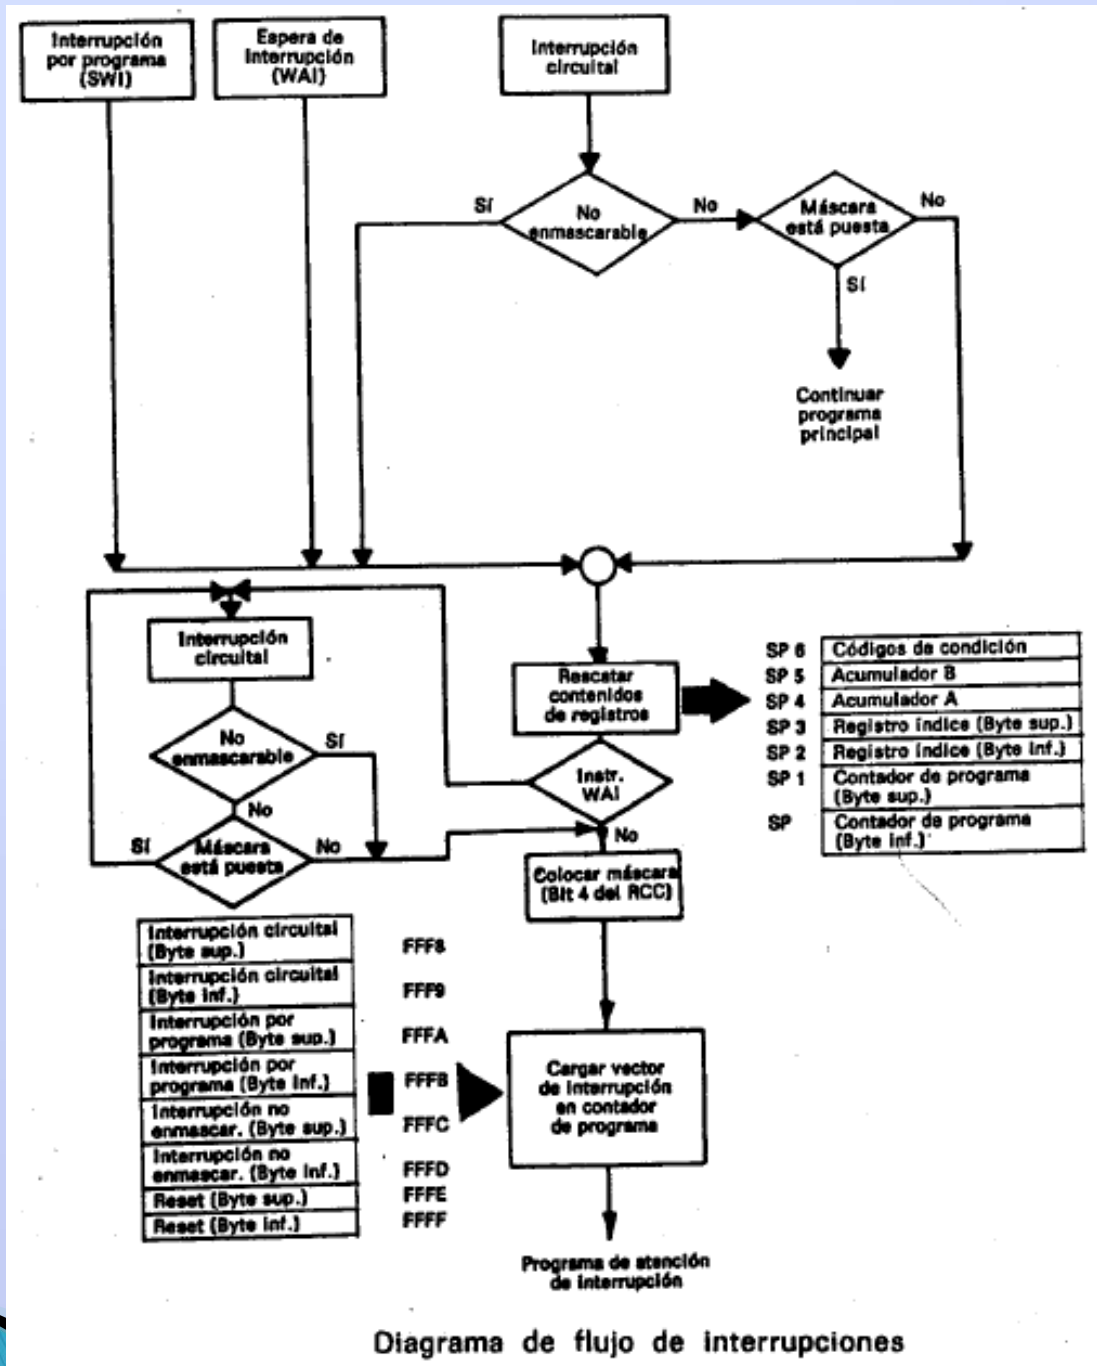 Interrupción
por programa
(SWI)
Espera de
Interrupción
(WAI)
Interrupción
circuital
Sí
No
enmascarable
No
Máscara
está puesta
No
Sí
Continuar
programa
principal
Interrupción
circuital
No
enmascarable
Sí
No
Sí
Máscara
está puesta
No
Rescatar
contenidos
de registros
Instr.
WAI
No
Colocar máscara
(Bit 4 del RCC)
SP 6 Códigos de condición
SP 5 Acumulador B
SP 4 Acumulador A
SP 3 Registro índice (Byte sup.)
SP 2 Registro índice (Byte inf.)
SP 1 Contador de programa
(Byte sup.)
SP Contador de programa
(Byte inf.)
Interrupción circuital
(Byte sup.) FFF8
Interrupción circuital
(Byte inf.) FFF9
Interrupción por
programa (Byte sup.) FFFA
Interrupción por
programa (Byte inf.) FFFB
Interrupción no
enmascar. (Byte sup.) FFFC
Interrupción no
enmascar. (Byte inf.) FFFD
Reset (Byte sup.) FFFE
Reset (Byte inf.) FFFF
Cargar vector
de interrupción
en contador
de programa
Programa de atención
de interrupción
Diagrama de flujo de interrupciones